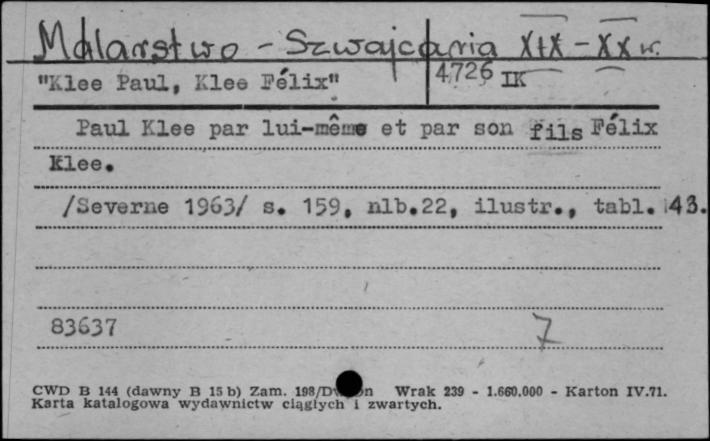 Malarstwo - Szwajcaria XIX - XX w.
"Klee Paul, Klee Félix" 4726 IK
Paul Klee par lui-même et par son fils Félix
Klee.
/Severne 1963/ s. 159, nlb.22, ilustr., tabl. 43.
83637 7
CWD B 144 (dawny B 15 b) Zam. 198/ Wrak 239 - 1.660.000 - Karton IV.71.
Karta katalogowa wydawnictw ciągłych i zwartych.